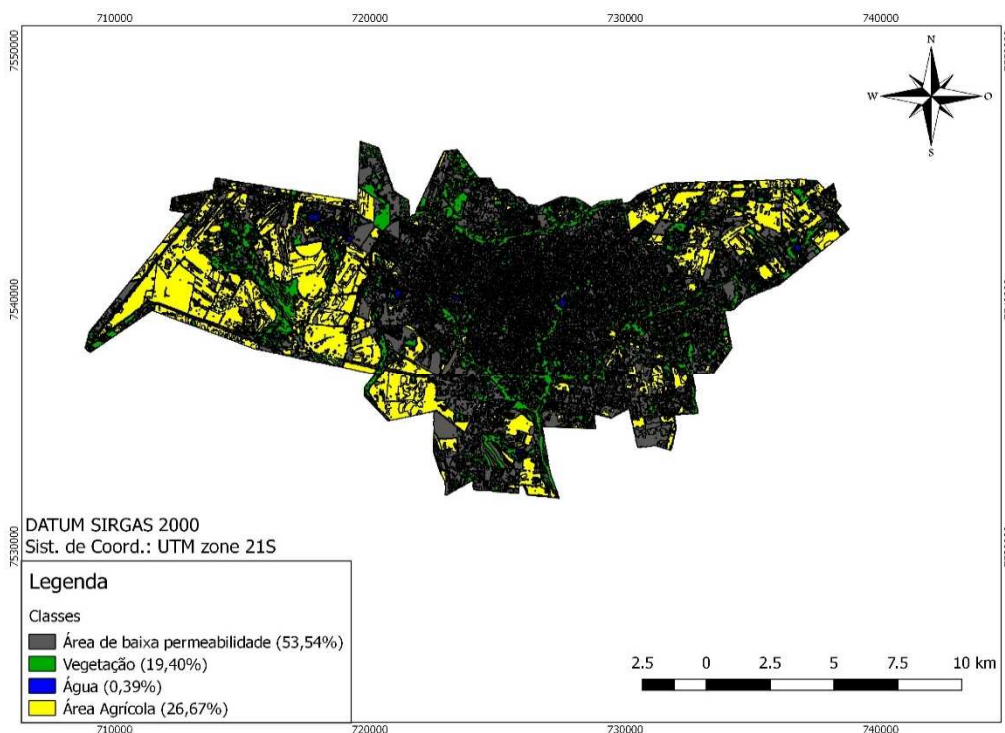 710000 720000 730000 740000
7550000
N
W O
S
7540000
7530000
DATUM SIRGAS 2000
Sist. de Coord.: UTM zone 21S
Legenda
Classes
Área de baixa permeabilidade (53,54%)
Vegetação (19,40%)
Água (0,39%)
Área Agrícola (26,67%)
2.5 0 2.5 5 7.5 10 km
710000 720000 730000 740000